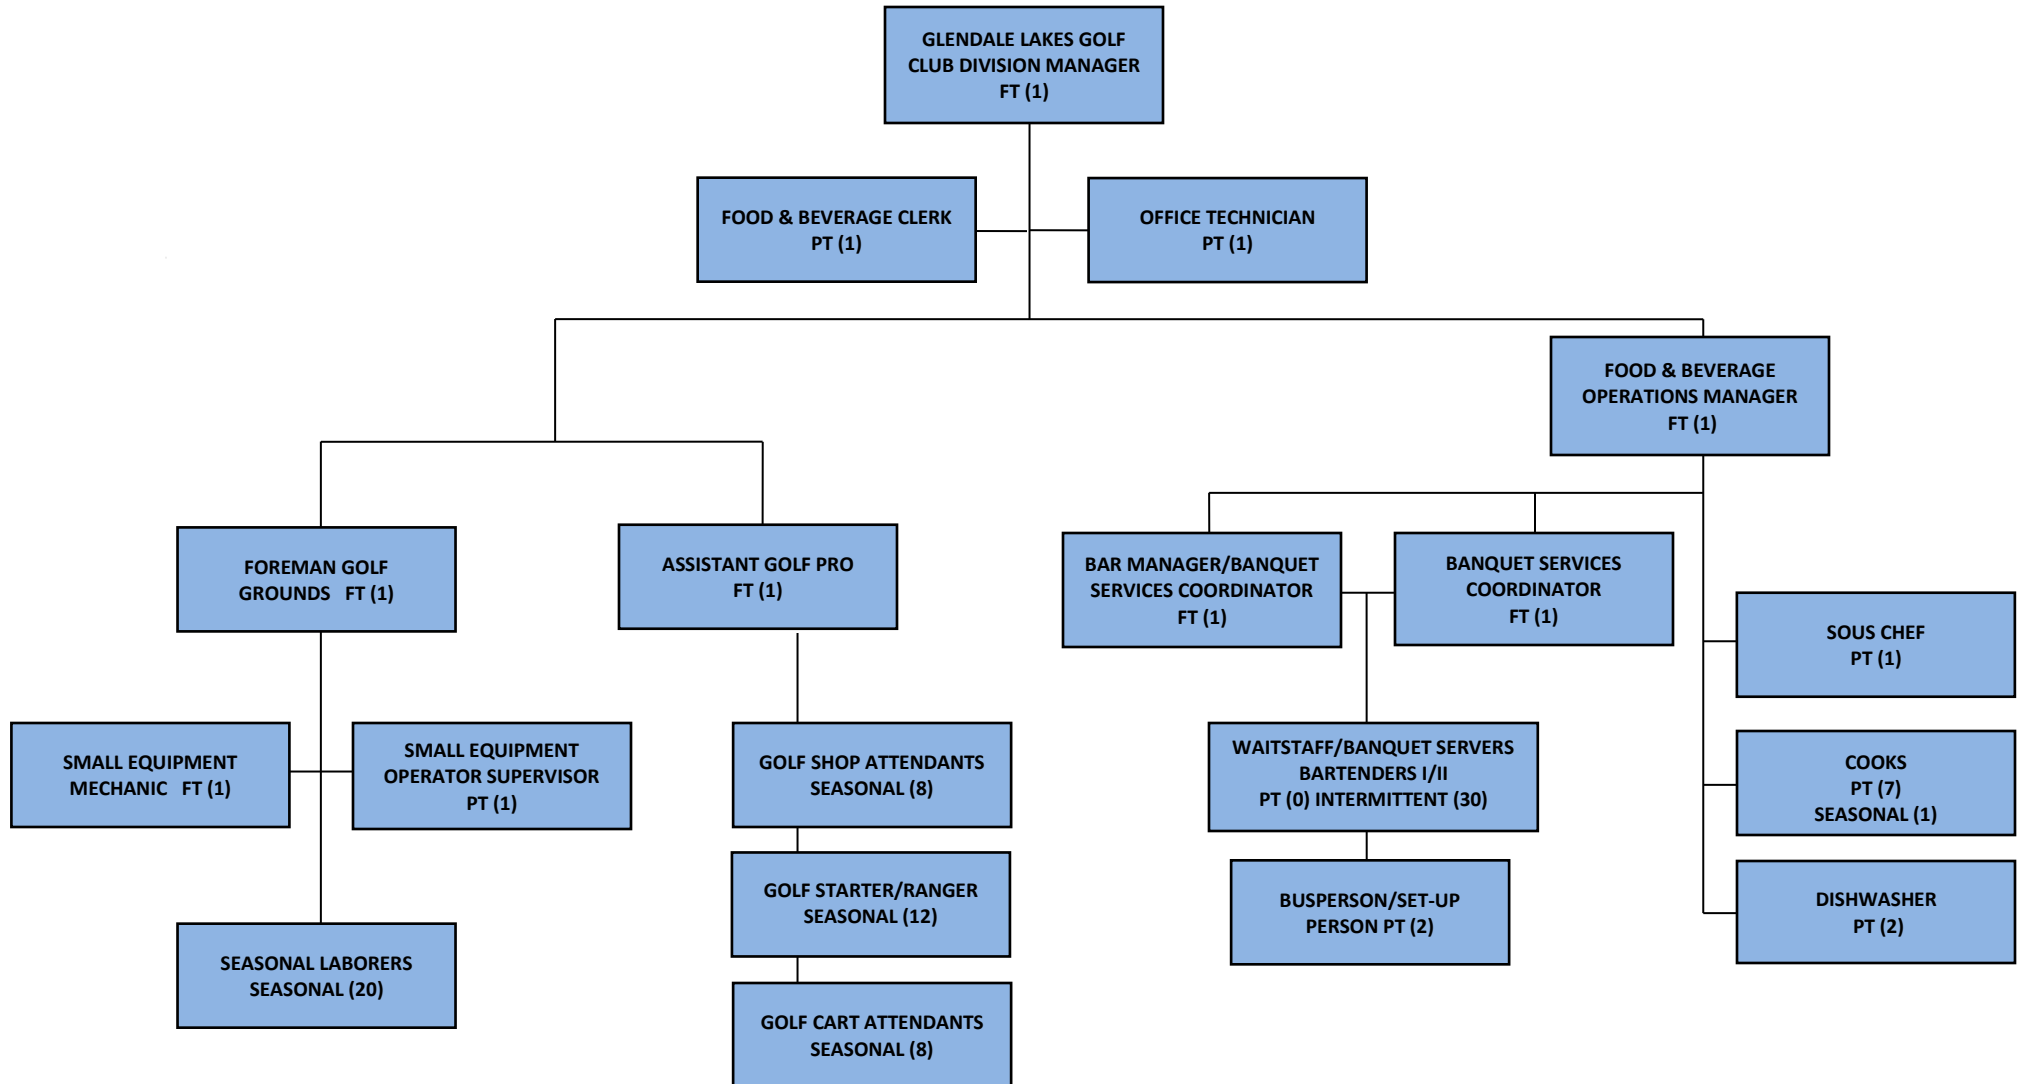 GLENDALE LAKES GOLF
CLUB DIVISION MANAGER
FT (1)
FOOD & BEVERAGE CLERK
PT (1)
OFFICE TECHNICIAN
PT (1)
FOOD & BEVERAGE
OPERATIONS MANAGER
FT (1)
FOREMAN GOLF
GROUNDS FT (1)
ASSISTANT GOLF PRO
FT (1)
BAR MANAGER/BANQUET
SERVICES COORDINATOR
FT (1)
BANQUET SERVICES
COORDINATOR
FT (1)
SOUS CHEF
PT (1)
SMALL EQUIPMENT
MECHANIC FT (1)
SMALL EQUIPMENT
OPERATOR SUPERVISOR
PT (1)
GOLF SHOP ATTENDANTS
SEASONAL (8)
WAITSTAFF/BANQUET SERVERS
BARTENDERS I/II
PT (0) INTERMITTENT (30)
COOKS
PT (7)
SEASONAL (1)
GOLF STARTER/RANGER
SEASONAL (12)
BUSPERSON/SET-UP
PERSON PT (2)
DISHWASHER
PT (2)
SEASONAL LABORERS
SEASONAL (20)
GOLF CART ATTENDANTS
SEASONAL (8)